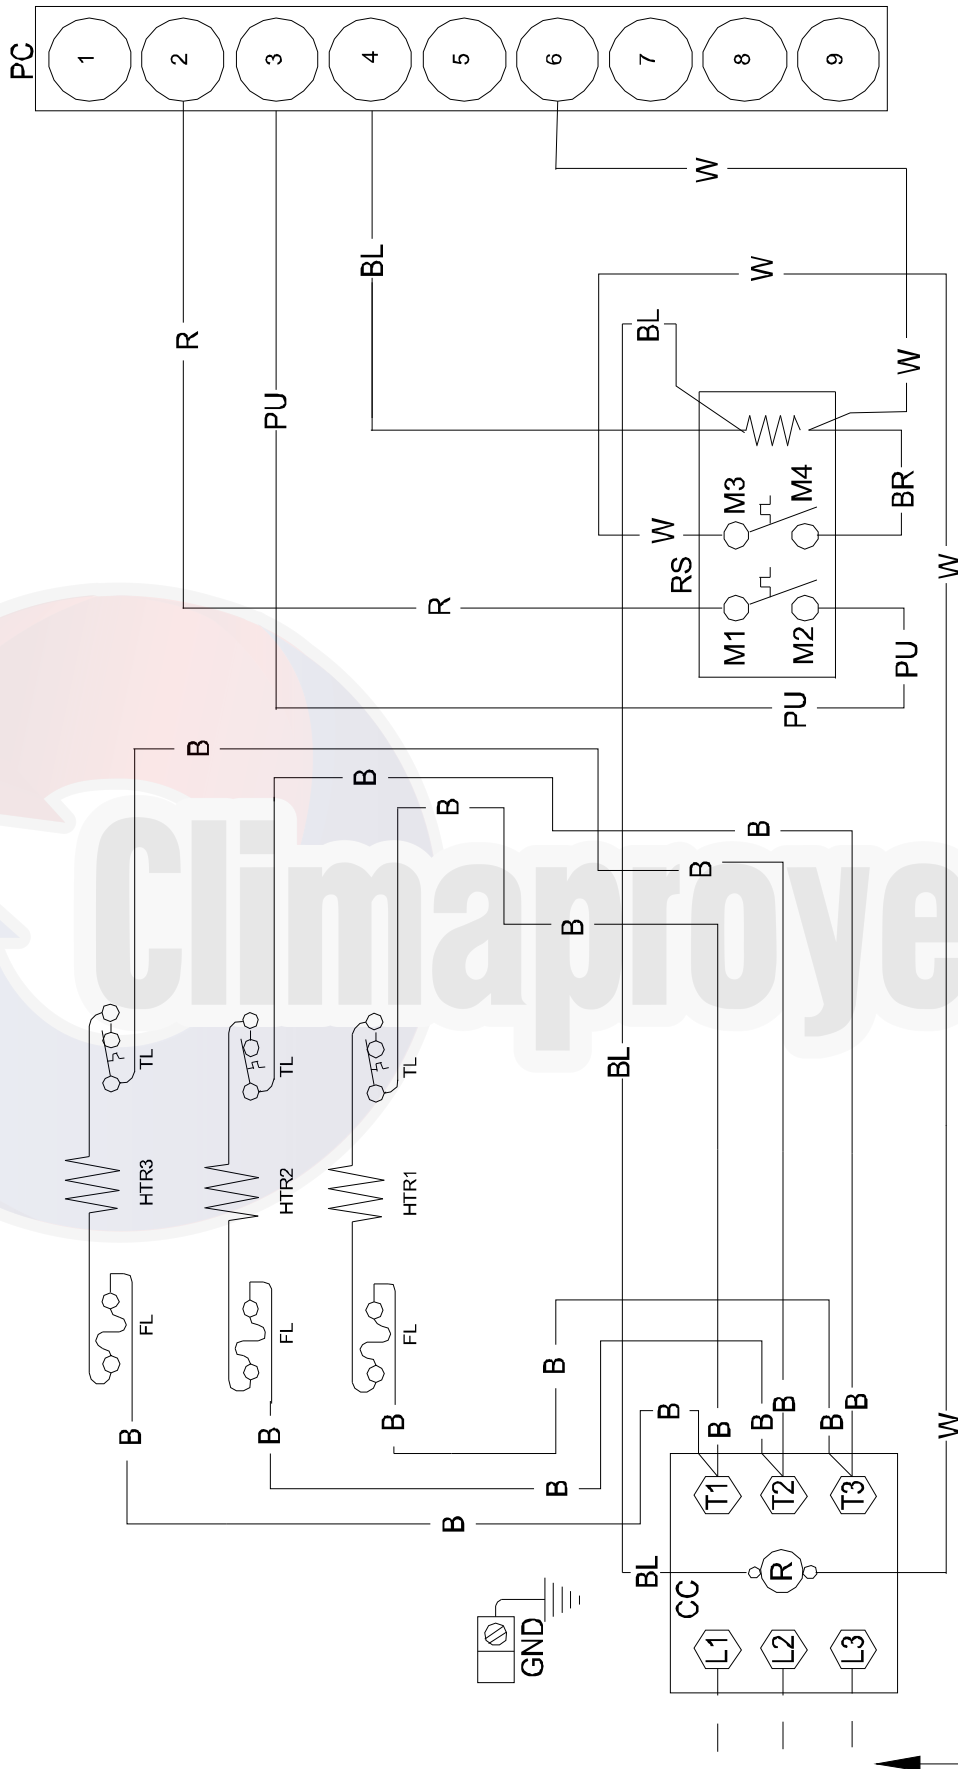 PC
1
2
3
4
5
6
7
8
9
W
W
BL
BL
R
W
PU
M3
M4
BR
W
RS
W
R
M1
M2
PU
PU
B
B
B
B
B
B
Climaproye
BL
TL
TL
TL
HTR3
HTR2
HTR1
FL
FL
FL
B
B
B
B
B
B
B
B
B
B
W
B
B
T1
T2
T3
BL
CC
R
GND
L1
L2
L3